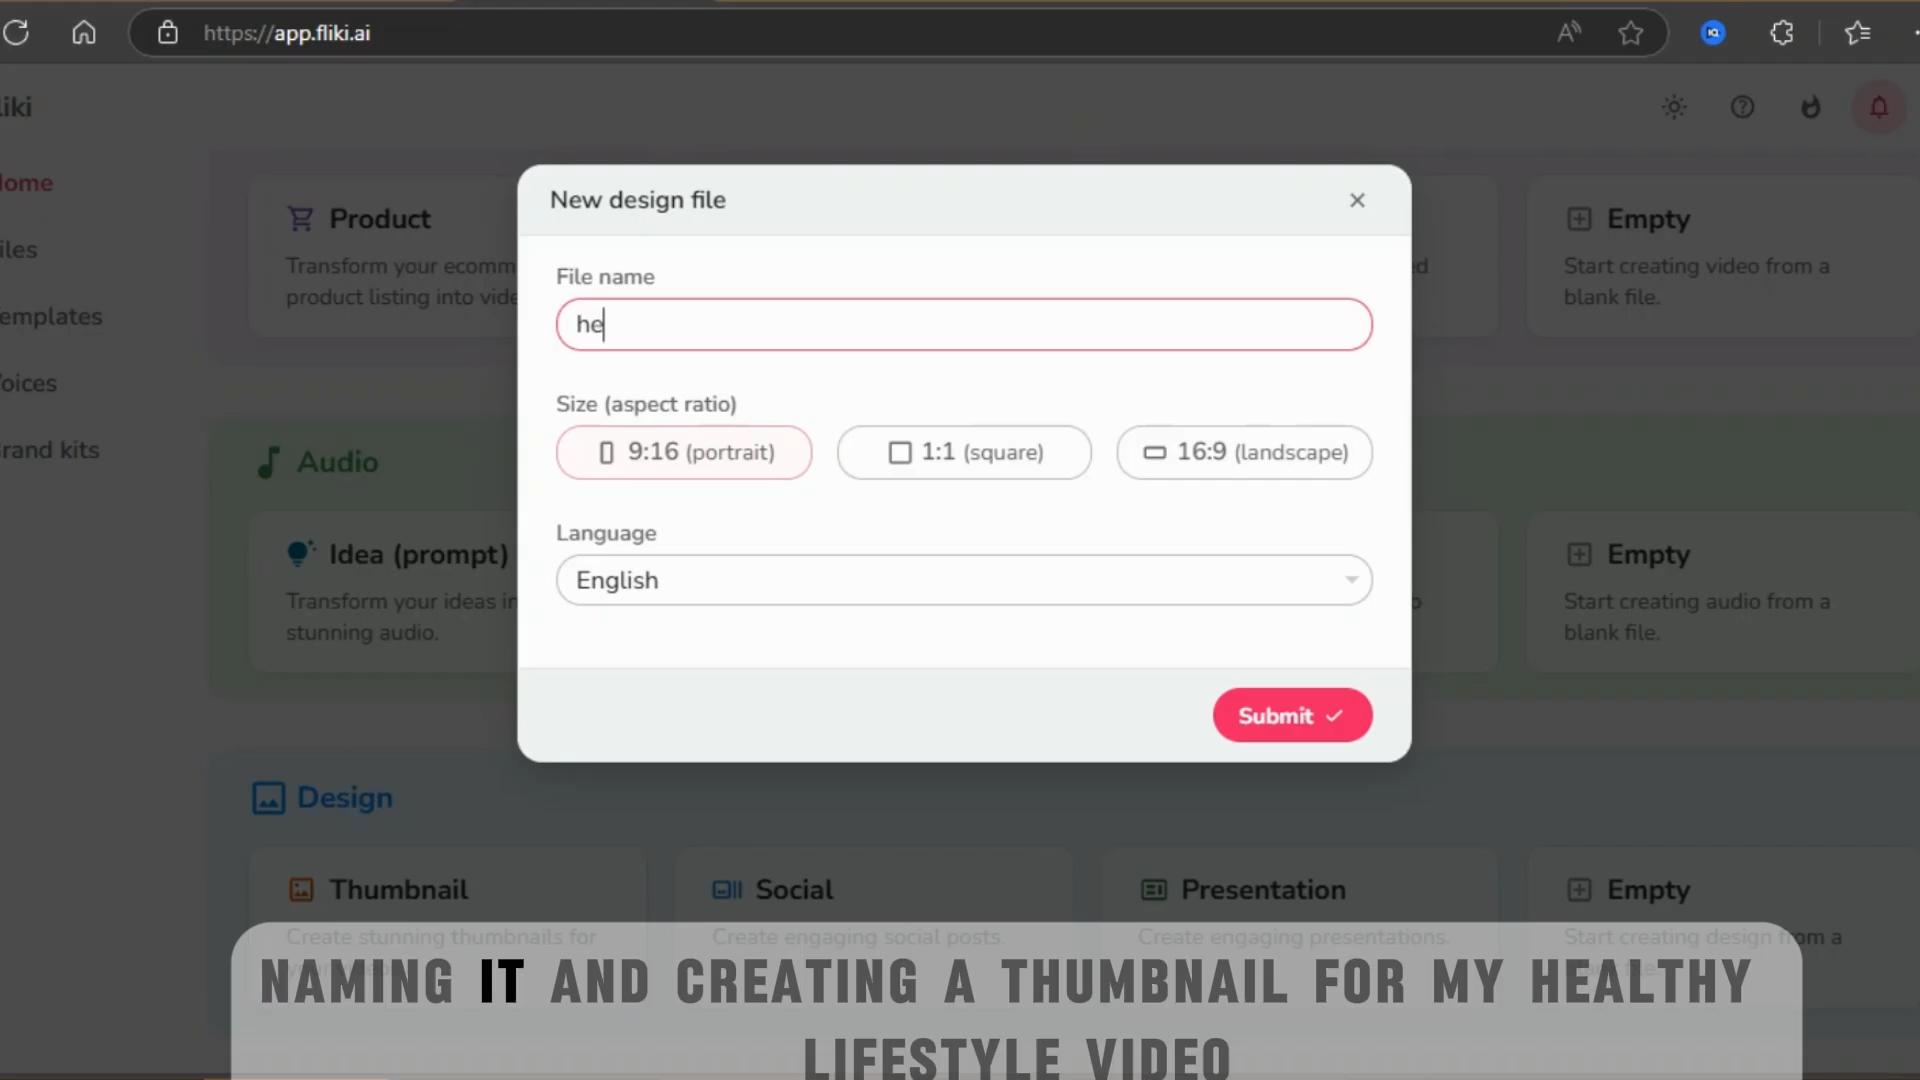 https://app.fliki.ai
liki
Home
iles
emplates
oices
rand kits
Product
Transform your ecomm
product listing into vide
ed
Empty
Start creating video from a
blank file.
New design file
File name
he
Size (aspect ratio)
9:16 (portrait)
1:1 (square)
16:9 (landscape)
Language
English
Submit
Audio
Idea (prompt)
Transform your ideas in
stunning audio.
o
Empty
Start creating audio from a
blank file.
Design
Thumbnail
Create stunning thumbnails for
Social
Create engaging social posts.
Presentation
Create engaging presentations.
Empty
Start creating design from a
NAMING IT AND CREATING A THUMBNAIL FOR MY HEALTHY
LIFESTYLE VIDEO